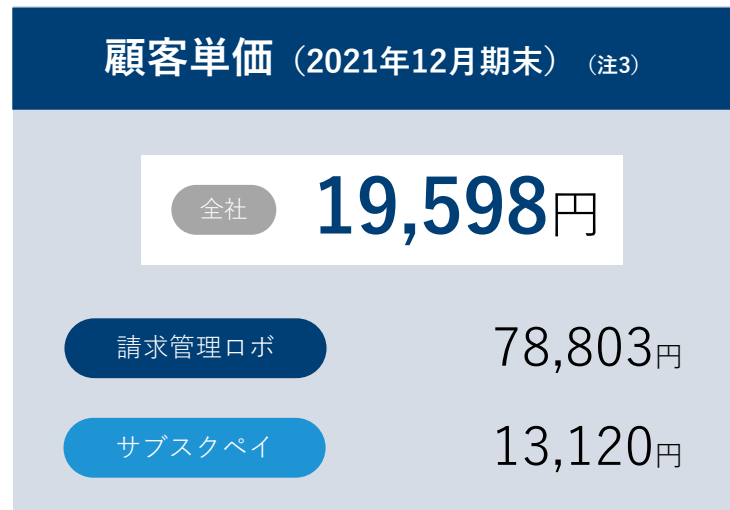 顧客単価（2021年12月期末）（注3）
全社 19,598円
請求管理ロボ 78,803円
サブスクペイ 13,120円